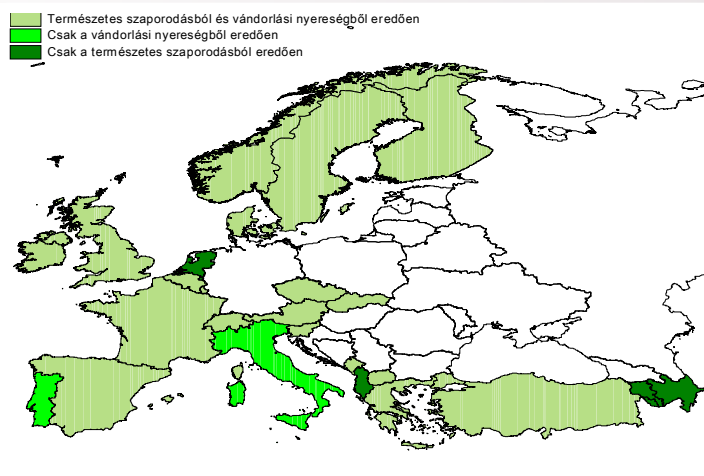 Természetes szaporodásból és vándorlási nyereségből eredően
Csak a vándorlási nyereségből eredően
Csak a természetes szaporodásból eredően